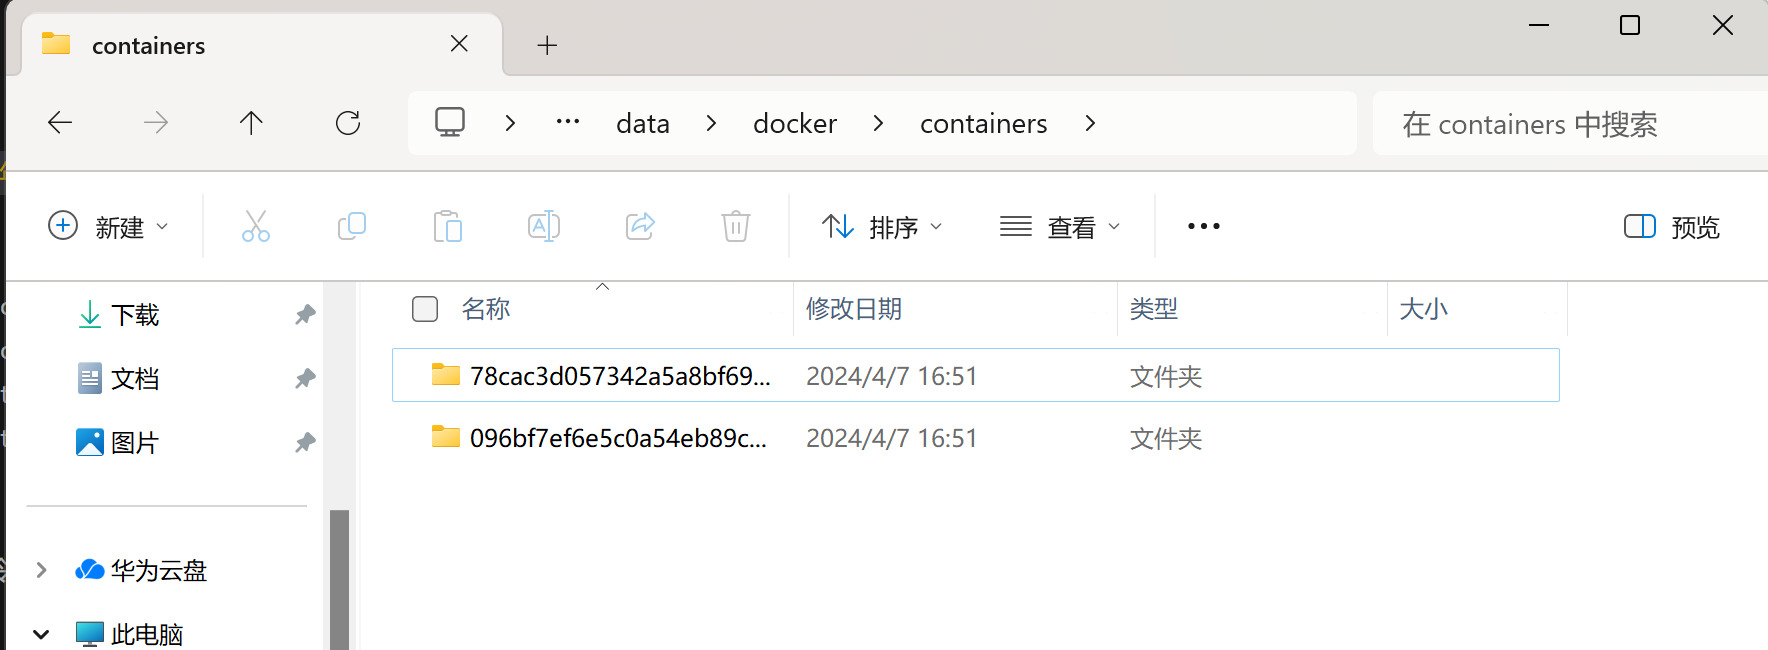 containers
data docker containers
在 containers 中搜索
新建 排序 查看 预览
下载
文档
图片
华为云盘
此电脑
名称 修改日期 类型 大小
78cac3d057342a5a8bf69... 2024/4/7 16:51 文件夹
096bf7ef6e5c0a54eb89c... 2024/4/7 16:51 文件夹